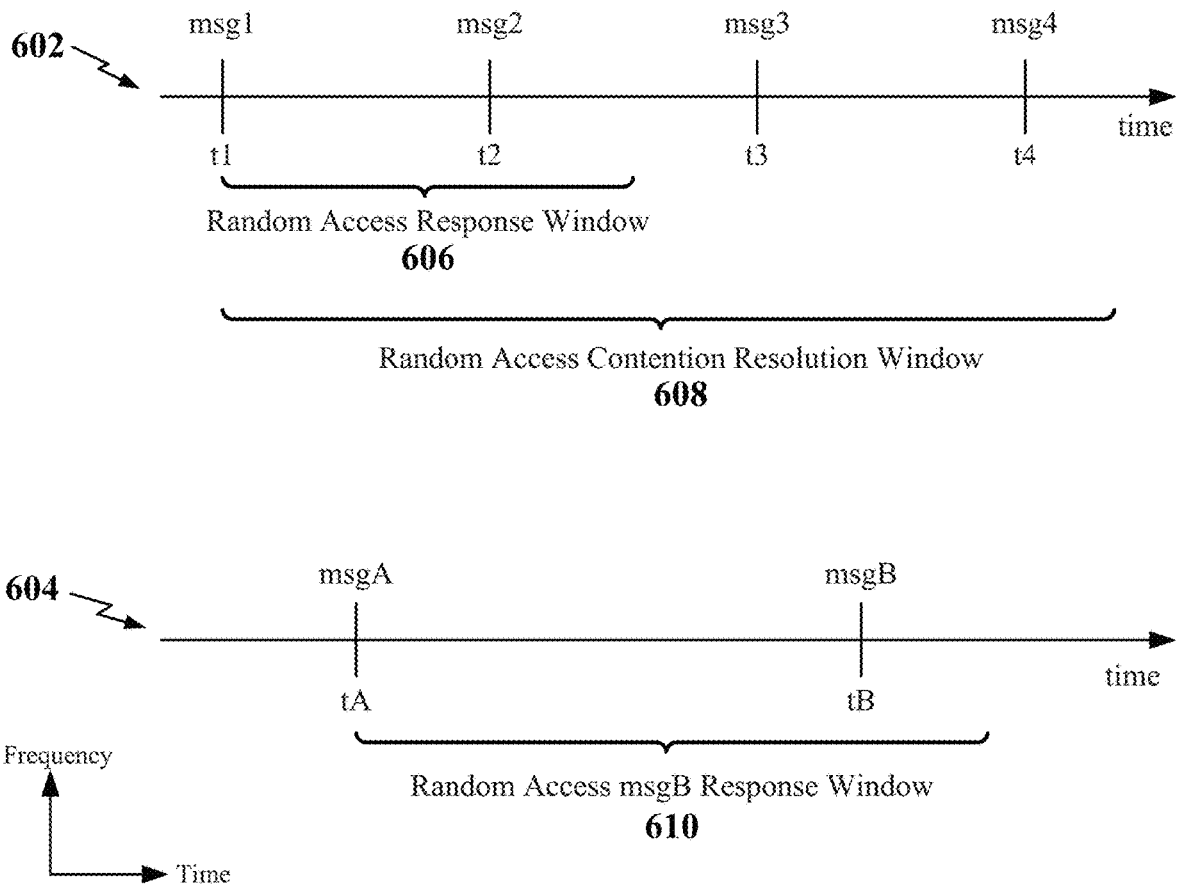 msg1 msg2 msg3 msg4
602
time
t1 t2 t3 t4
Random Access Response Window
606
Random Access Contention Resolution Window
608
msgA msgB
604
time
tA tB
Frequency
Random Access msgB Response Window
610
Time